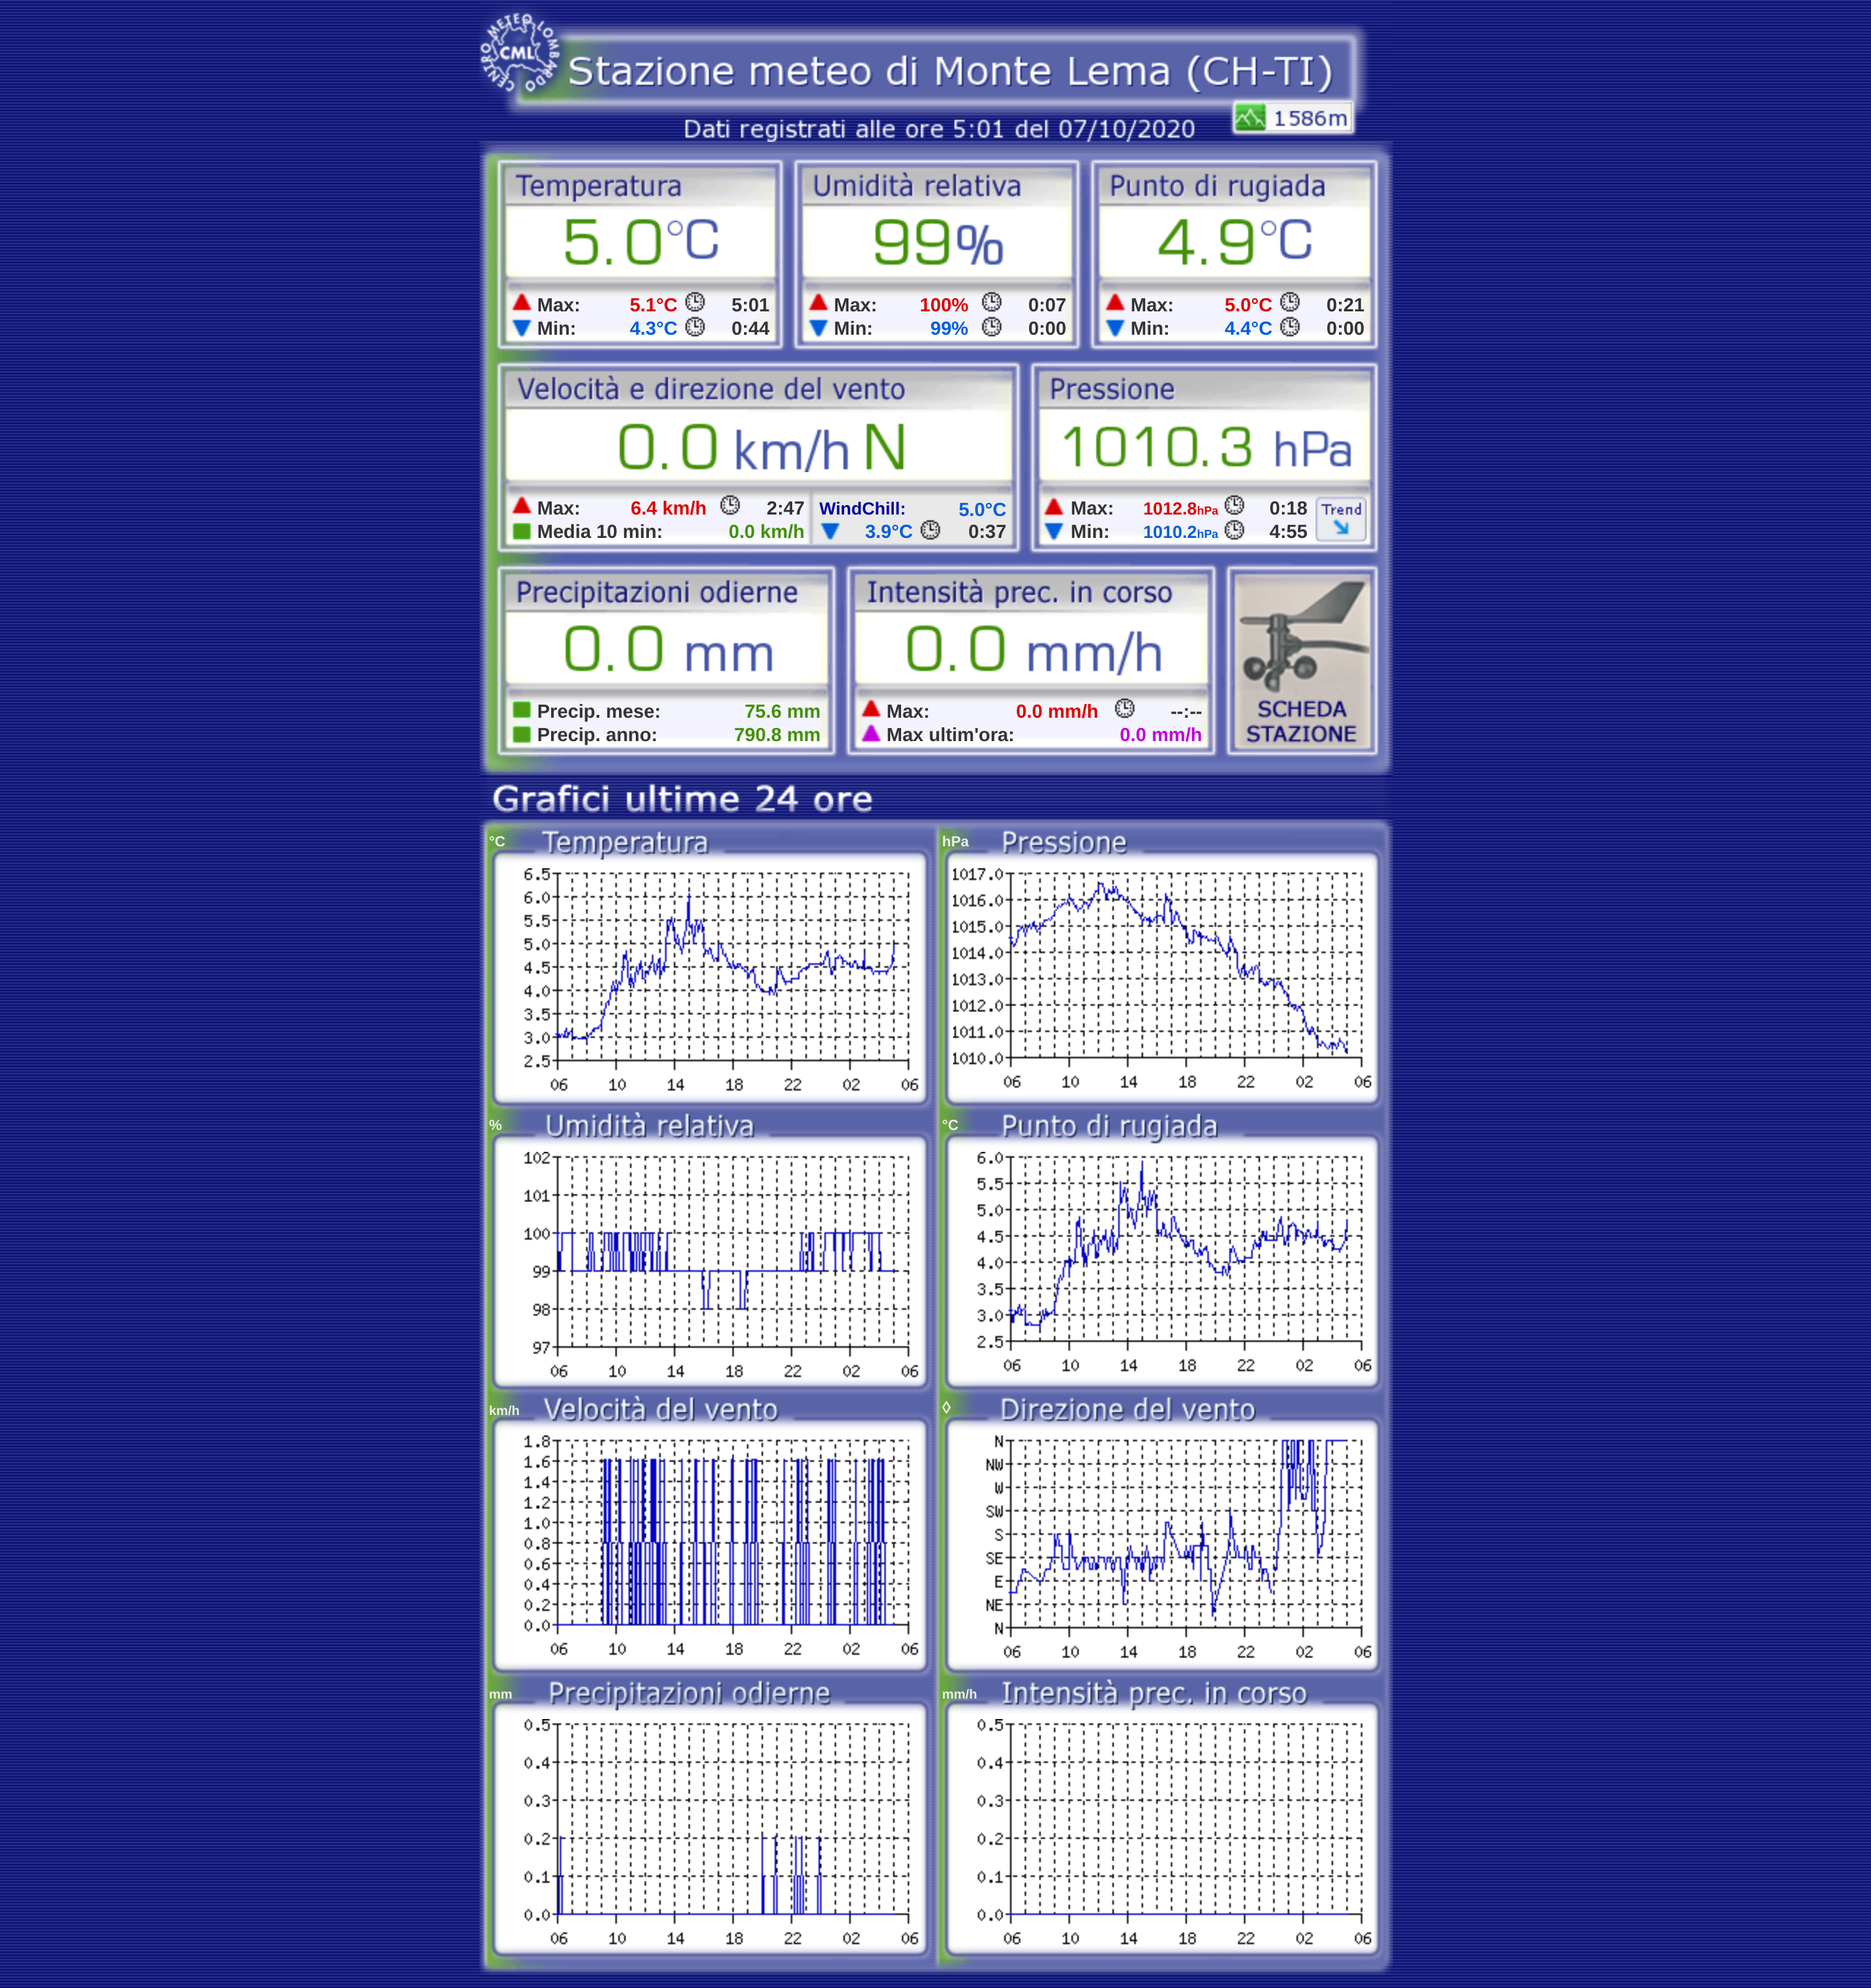 CENTRO METEO LOMBARDO
CML
Stazione meteo di Monte Lema (CH-TI)
1586m
Dati registrati alle ore 5:01 del 07/10/2020
Temperatura Umidità relativa Punto di rugiada
5.0°C 99% 4.9°C
Max: 5.1°C 5:01 Max: 100% 0:07 Max: 5.0°C 0:21
Min: 4.3°C 0:44 Min: 99% 0:00 Min: 4.4°C 0:00
Velocità e direzione del vento Pressione
0.0 km/h N 1010.3 hPa
Max: 6.4 km/h 2:47 WindChill: 5.0°C Max: 1012.8hPa 0:18 Trend
Media 10 min: 0.0 km/h 3.9°C 0:37 Min: 1010.2hPa 4:55
Precipitazioni odierne Intensità prec. in corso
0.0 mm 0.0 mm/h
Precip. mese: 75.6 mm Max: 0.0 mm/h --:-- SCHEDA
Precip. anno: 790.8 mm Max ultim'ora: 0.0 mm/h STAZIONE
Grafici ultime 24 ore
°C Temperatura
6.5
6.0
5.5
5.0
4.5
4.0
3.5
3.0
2.5
06 10 14 18 22 02 06
hPa Pressione
1017.0
1016.0
1015.0
1014.0
1013.0
1012.0
1011.0
1010.0
06 10 14 18 22 02 06
% Umidità relativa
102
101
100
99
98
97
06 10 14 18 22 02 06
°C Punto di rugiada
6.0
5.5
5.0
4.5
4.0
3.5
3.0
2.5
06 10 14 18 22 02 06
km/h Velocità del vento
1.8
1.6
1.4
1.2
1.0
0.8
0.6
0.4
0.2
0.0
06 10 14 18 22 02 06
◊ Direzione del vento
N
NW
W
SW
S
SE
E
NE
N
06 10 14 18 22 02 06
mm Precipitazioni odierne
0.5
0.4
0.3
0.2
0.1
0.0
06 10 14 18 22 02 06
mm/h Intensità prec. in corso
0.5
0.4
0.3
0.2
0.1
0.0
06 10 14 18 22 02 06